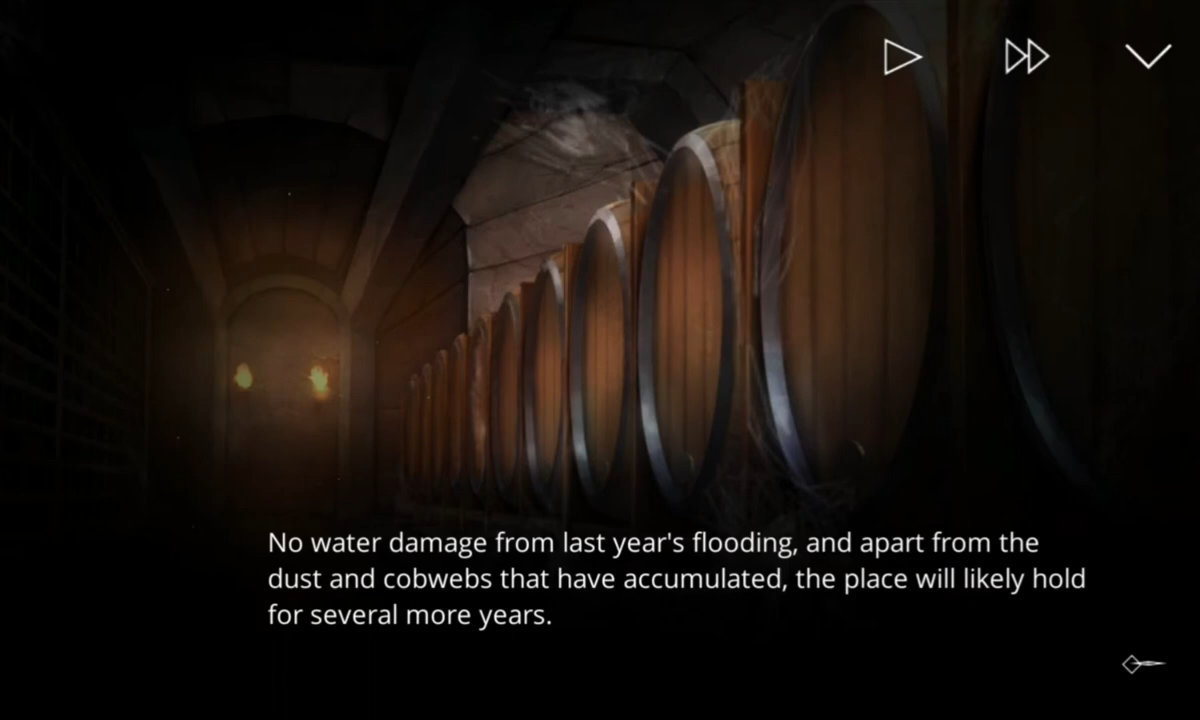 No water damage from last year's flooding, and apart from the
dust and cobwebs that have accumulated, the place will likely hold
for several more years.